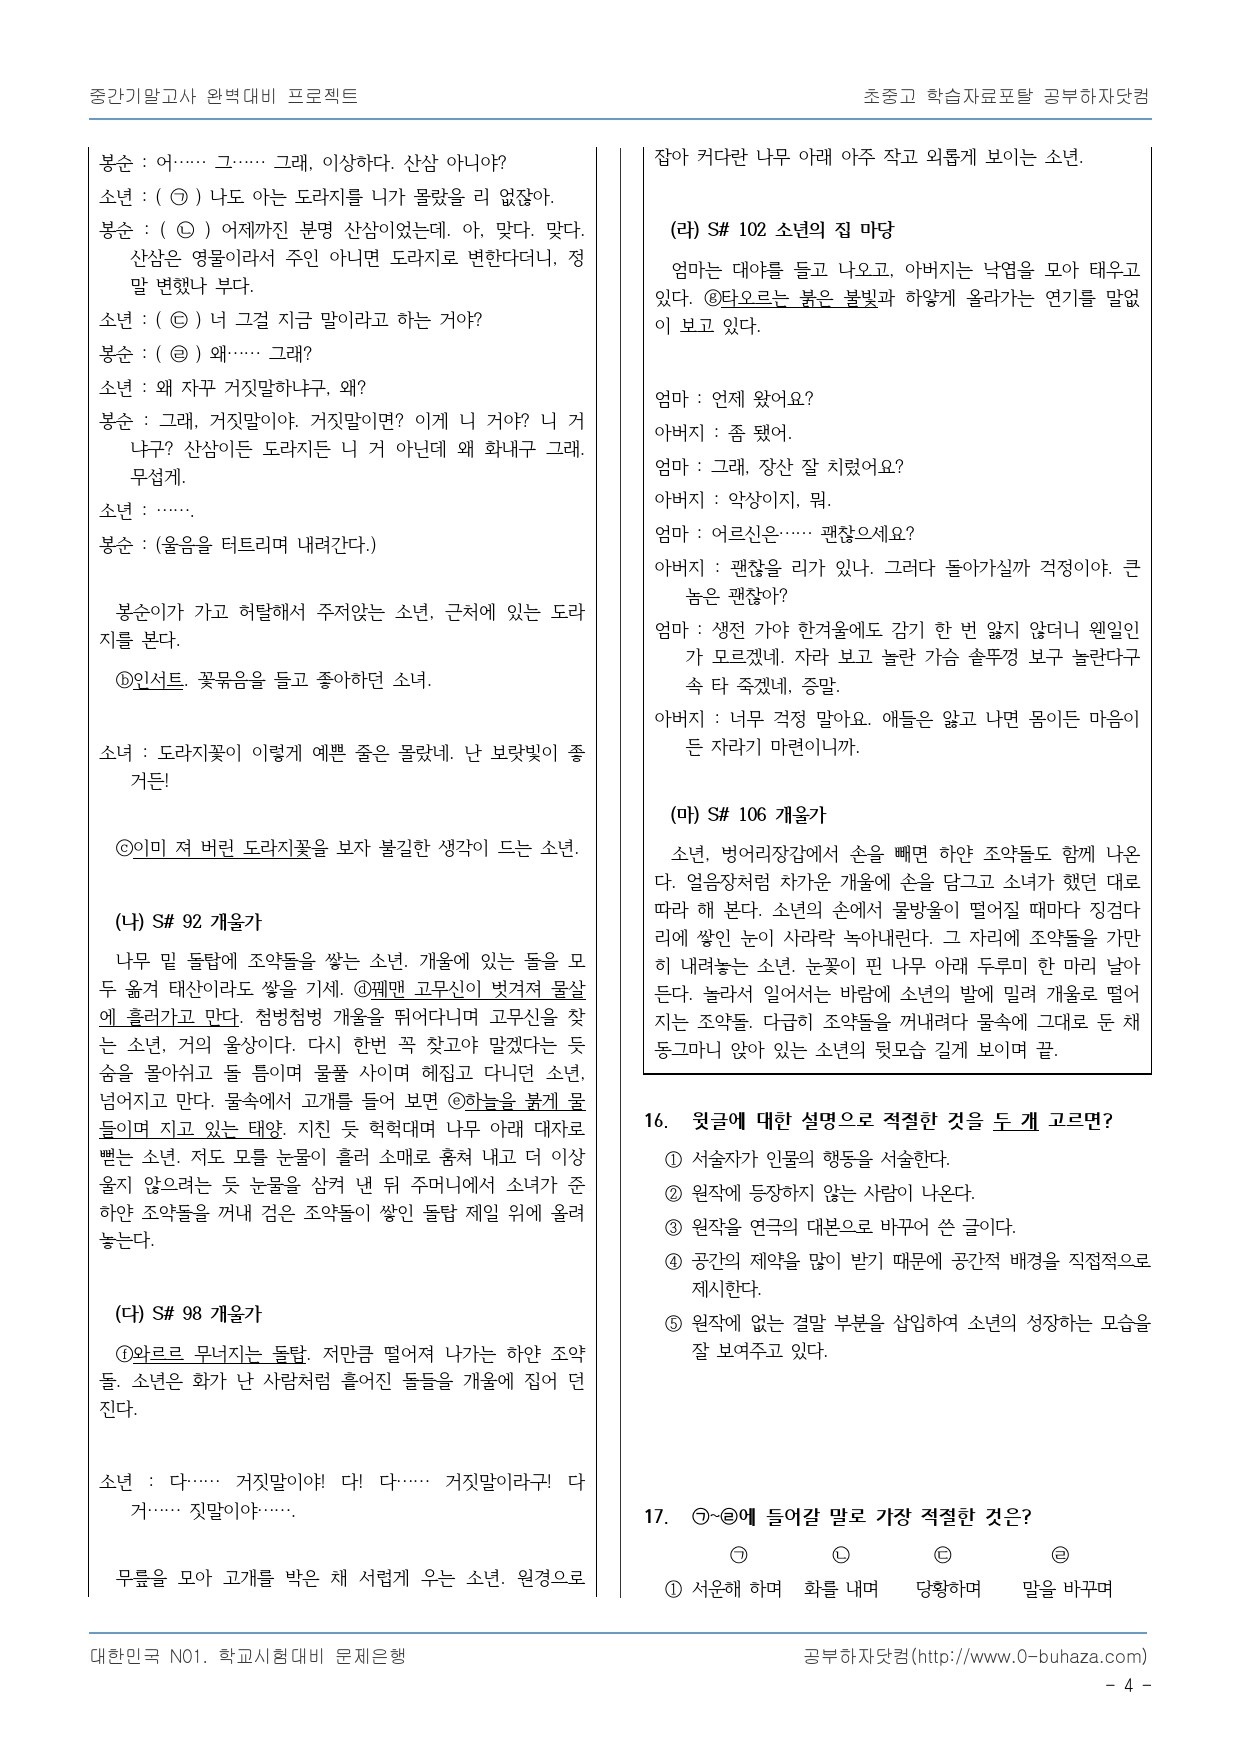 중간기말고사 완벽대비 프로젝트
초중고 학습자료포탈 공부하자닷컴
봉순 : 어…… 그…… 그래, 이상하다. 산삼 아니야?
소년 : ( ㉠ ) 나도 아는 도라지를 니가 몰랐을 리 없잖아.
봉순 : ( ㉡ ) 어제까진 분명 산삼이었는데. 아, 맞다. 맞다.
산삼은 영물이라서 주인 아니면 도라지로 변한다더니, 정
말 변했나 부다.
소년 : ( ㉢ ) 너 그걸 지금 말이라고 하는 거야?
봉순 : ( ㉣ ) 왜…… 그래?
소년 : 왜 자꾸 거짓말하냐구, 왜?
봉순 : 그래, 거짓말이야. 거짓말이면? 이게 니 거야? 니 거
냐구? 산삼이든 도라지든 니 거 아닌데 왜 화내구 그래.
무섭게.
소년 : …….
봉순 : (울음을 터트리며 내려간다.)
봉순이가 가고 허탈해서 주저앉는 소년, 근처에 있는 도라
지를 본다.
ⓑ인서트. 꽃묶음을 들고 좋아하던 소녀.
소녀 : 도라지꽃이 이렇게 예쁜 줄은 몰랐네. 난 보랏빛이 좋
거든!
ⓒ이미 져 버린 도라지꽃을 보자 불길한 생각이 드는 소년.
(나) S# 92 개울가
나무 밑 돌탑에 조약돌을 쌓는 소년. 개울에 있는 돌을 모
두 옮겨 태산이라도 쌓을 기세. ⓓ꿰맨 고무신이 벗겨져 물살
에 흘러가고 만다. 첨벙첨벙 개울을 뛰어다니며 고무신을 찾
는 소년, 거의 울상이다. 다시 한번 꼭 찾고야 말겠다는 듯
숨을 몰아쉬고 돌 틈이며 물풀 사이며 헤집고 다니던 소년,
넘어지고 만다. 물속에서 고개를 들어 보면 ⓔ하늘을 붉게 물
들이며 지고 있는 태양. 지친 듯 헉헉대며 나무 아래 대자로
뻗는 소년. 저도 모를 눈물이 흘러 소매로 훔쳐 내고 더 이상
울지 않으려는 듯 눈물을 삼켜 낸 뒤 주머니에서 소녀가 준
하얀 조약돌을 꺼내 검은 조약돌이 쌓인 돌탑 제일 위에 올려
놓는다.
(다) S# 98 개울가
ⓕ와르르 무너지는 돌탑. 저만큼 떨어져 나가는 하얀 조약
돌. 소년은 화가 난 사람처럼 흩어진 돌들을 개울에 집어 던
진다.
소년 : 다…… 거짓말이야! 다! 다…… 거짓말이라구! 다
거…… 짓말이야…….
무릎을 모아 고개를 박은 채 서럽게 우는 소년. 원경으로
잡아 커다란 나무 아래 아주 작고 외롭게 보이는 소년.
(라) S# 102 소년의 집 마당
엄마는 대야를 들고 나오고, 아버지는 낙엽을 모아 태우고
있다. ⓖ타오르는 붉은 불빛과 하얗게 올라가는 연기를 말없
이 보고 있다.
엄마 : 언제 왔어요?
아버지 : 좀 됐어.
엄마 : 그래, 장산 잘 치렀어요?
아버지 : 악상이지, 뭐.
엄마 : 어르신은…… 괜찮으세요?
아버지 : 괜찮을 리가 있나. 그러다 돌아가실까 걱정이야. 큰
놈은 괜찮아?
엄마 : 생전 가야 한겨울에도 감기 한 번 앓지 않더니 웬일인
가 모르겠네. 자라 보고 놀란 가슴 솥뚜껑 보구 놀란다구
속 타 죽겠네, 증말.
아버지 : 너무 걱정 말아요. 애들은 앓고 나면 몸이든 마음이
든 자라기 마련이니까.
(마) S# 106 개울가
소년, 벙어리장갑에서 손을 빼면 하얀 조약돌도 함께 나온
다. 얼음장처럼 차가운 개울에 손을 담그고 소녀가 했던 대로
따라 해 본다. 소년의 손에서 물방울이 떨어질 때마다 징검다
리에 쌓인 눈이 사라락 녹아내린다. 그 자리에 조약돌을 가만
히 내려놓는 소년. 눈꽃이 핀 나무 아래 두루미 한 마리 날아
든다. 놀라서 일어서는 바람에 소년의 발에 밀려 개울로 떨어
지는 조약돌. 다급히 조약돌을 꺼내려다 물속에 그대로 둔 채
동그마니 앉아 있는 소년의 뒷모습 길게 보이며 끝.
16. 윗글에 대한 설명으로 적절한 것을 두 개 고르면?
① 서술자가 인물의 행동을 서술한다.
② 원작에 등장하지 않는 사람이 나온다.
③ 원작을 연극의 대본으로 바꾸어 쓴 글이다.
④ 공간의 제약을 많이 받기 때문에 공간적 배경을 직접적으로
제시한다.
⑤ 원작에 없는 결말 부분을 삽입하여 소년의 성장하는 모습을
잘 보여주고 있다.
17. ㉠~㉣에 들어갈 말로 가장 적절한 것은?
㉠ ㉡ ㉢ ㉣
① 서운해 하며 화를 내며 당황하며 말을 바꾸며
대한민국 N01. 학교시험대비 문제은행
공부하자닷컴(http://www.0-buhaza.com)
- 4 -